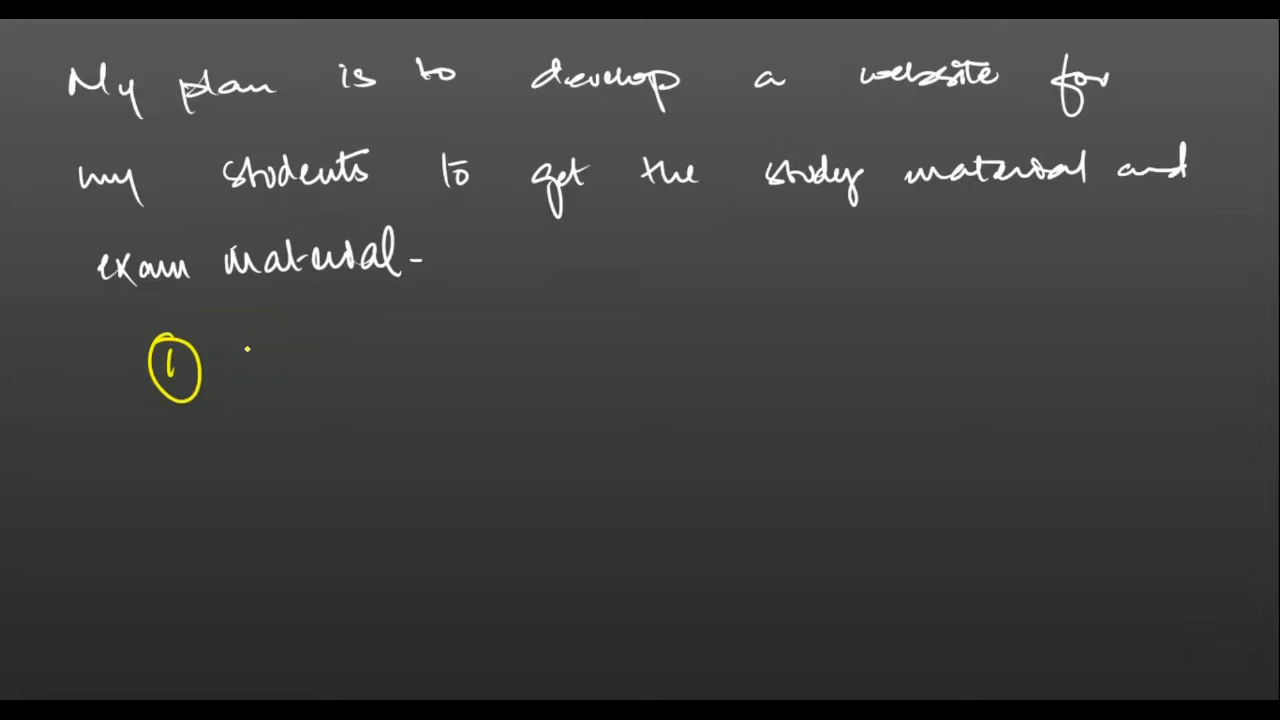 My plan is to develop a website for
my students to get the study material and
exam material -
1